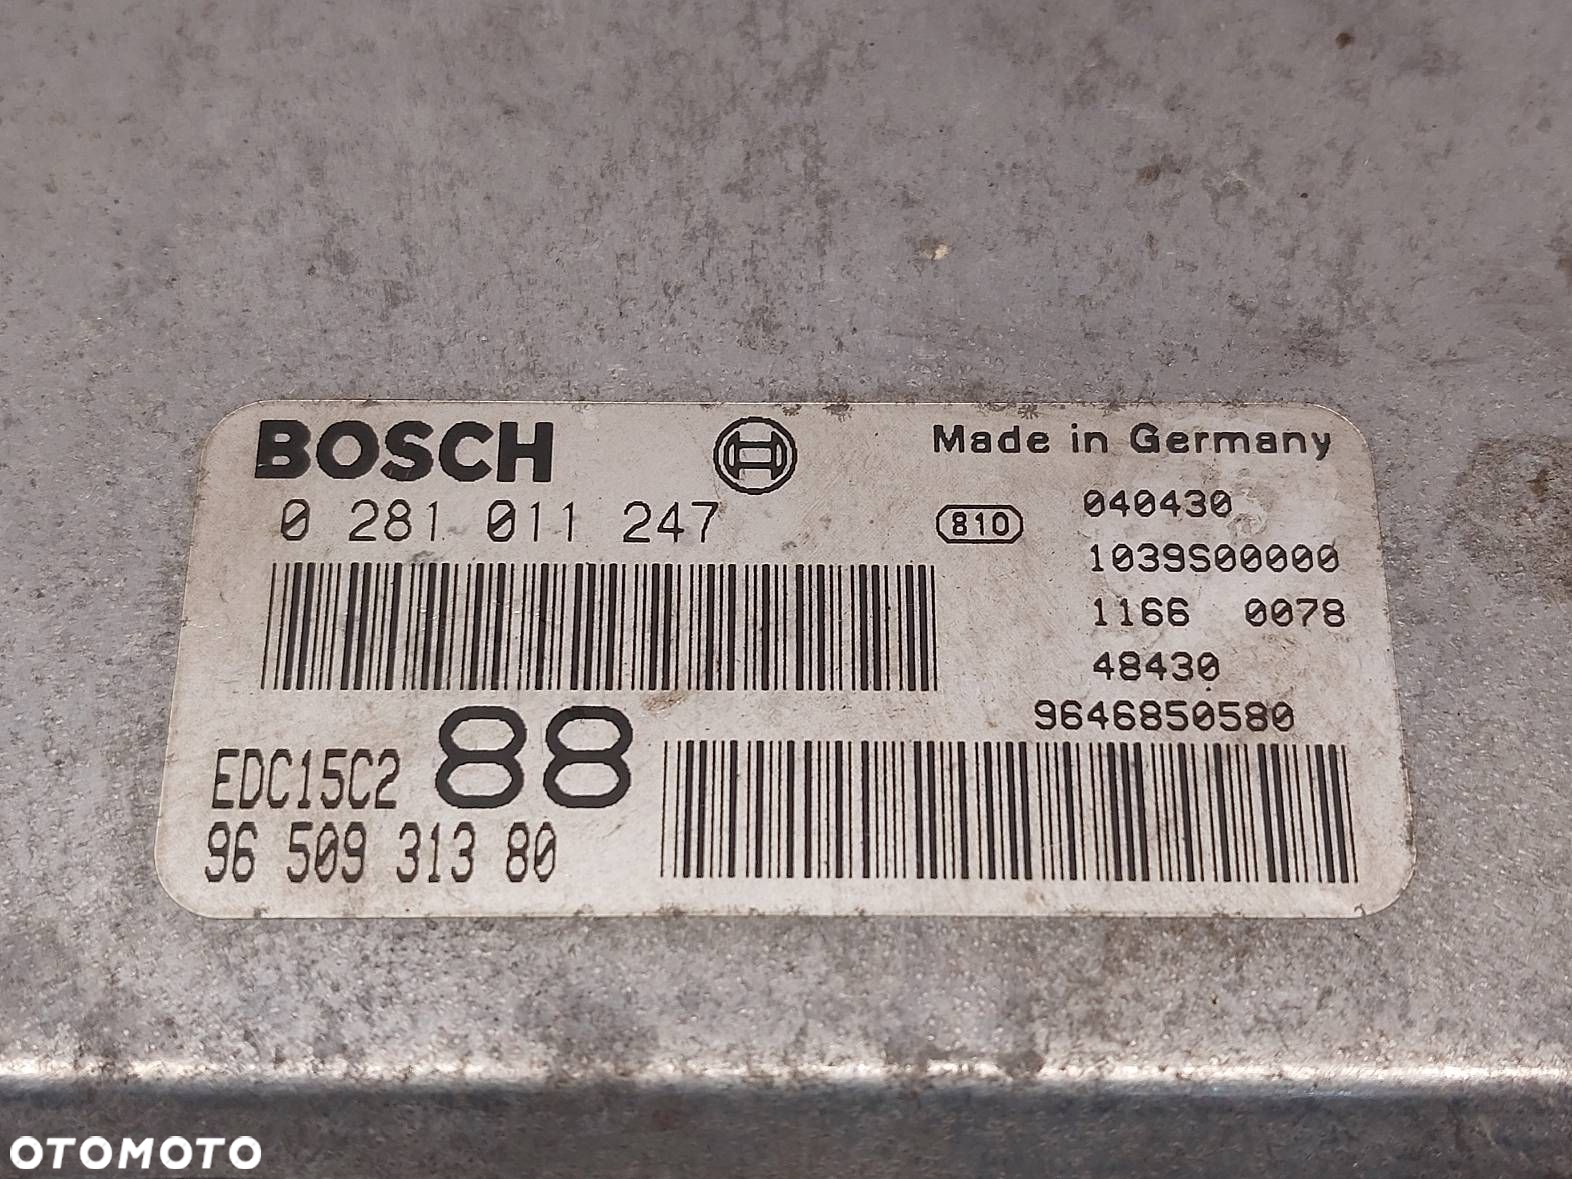 BOSCH
Made in Germany
0 281 011 247
810
040430
1039S00000
1166 0078
48430
9646850580
EDC15C2 88
96 509 313 80
OTOMOTO